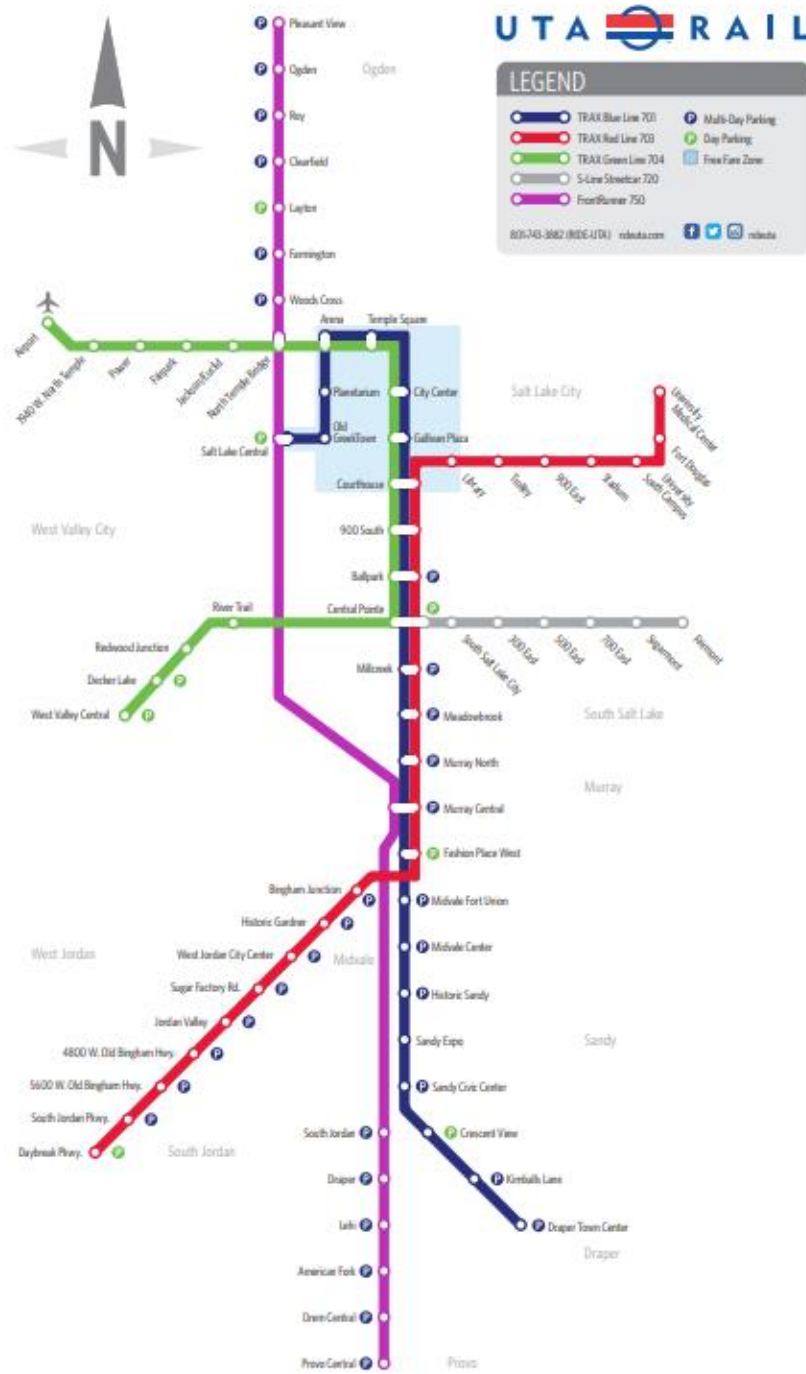 UTA RAIL
LEGEND
TRAX Blue Line 701
TRAX Red Line 703
TRAX Green Line 704
S-Line Streetcar 720
FrontRunner 750
P Multi-Day Parking
P Day Parking
Free Fare Zone
801-743-3882 (RIDE-UTA) rideuta.com
rideuta
N
Pleasant View
Ogden
Ogden
Roy
Clearfield
Layton
Farmington
Woods Cross
Airport
1940 W. North Temple
Power
Fairpark
Jackson/Euclid
North Temple Bridge
Arena
Temple Square
Planetarium
City Center
Old
GreekTown
Gallivan Plaza
Salt Lake Central
Courthouse
Salt Lake City
University
Medical Center
Fort Douglas
University
South Campus
Stadium
900 East
Trolley
Library
West Valley City
900 South
Ballpark
Central Pointe
River Trail
Redwood Junction
Decker Lake
West Valley Central
South Salt Lake City
300 East
500 East
700 East
Sugarmont
Fairmont
Millcreek
Meadowbrook
South Salt Lake
Murray North
Murray
Murray Central
Fashion Place West
Bingham Junction
Midvale Fort Union
Historic Gardner
West Jordan
West Jordan City Center
Midvale
Midvale Center
Sugar Factory Rd.
Historic Sandy
Jordan Valley
4800 W. Old Bingham Hwy.
Sandy Expo
Sandy
5600 W. Old Bingham Hwy.
Sandy Civic Center
South Jordan Pkwy.
Daybreak Pkwy.
South Jordan
South Jordan
Crescent View
Draper
Kimballs Lane
Lehi
Draper Town Center
Draper
American Fork
Orem Central
Provo Central
Provo